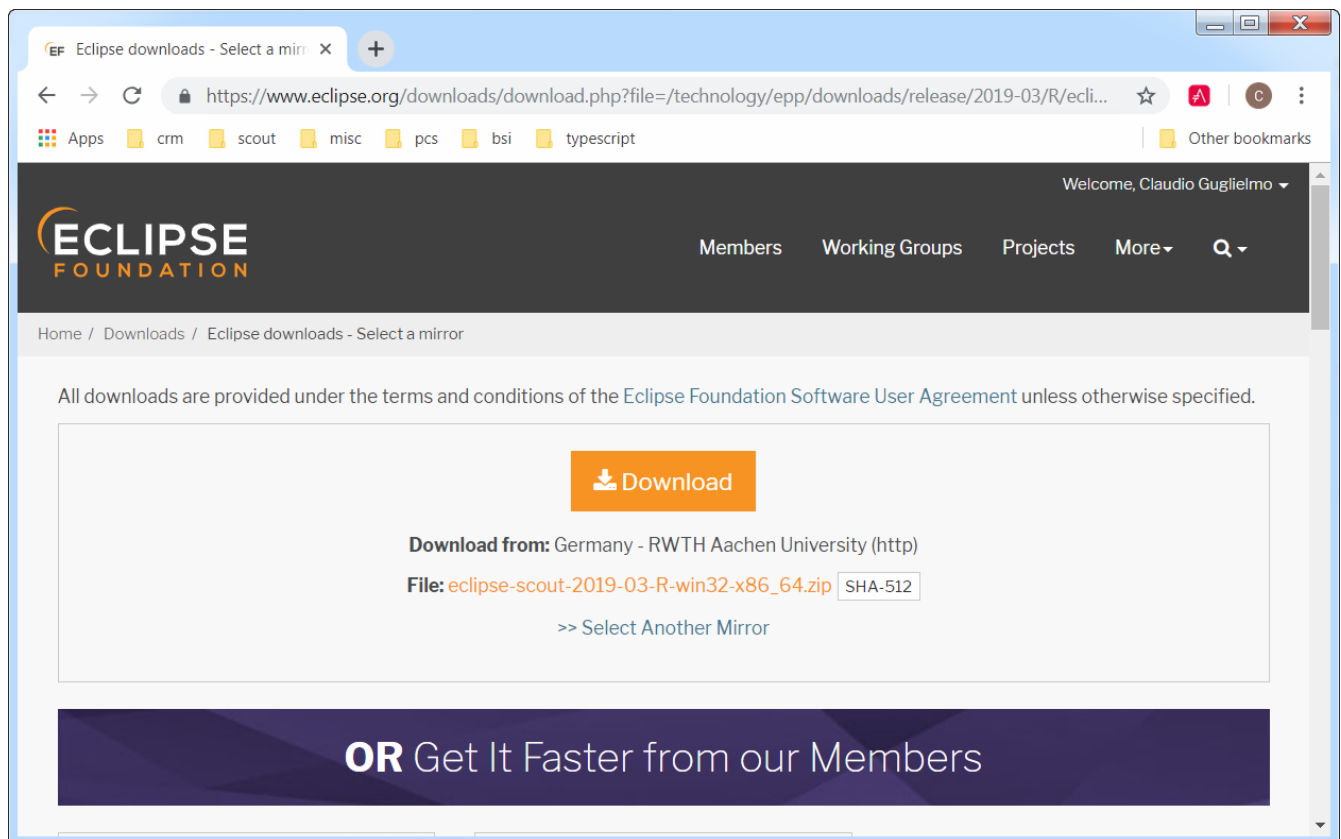 EF Eclipse downloads - Select a mirr
https://www.eclipse.org/downloads/download.php?file=/technology/epp/downloads/release/2019-03/R/ecli...
C
Apps crm scout misc pcs bsi typescript Other bookmarks
Welcome, Claudio Guglielmo
ECLIPSE
FOUNDATION
Members Working Groups Projects More
Home / Downloads / Eclipse downloads - Select a mirror
All downloads are provided under the terms and conditions of the Eclipse Foundation Software User Agreement unless otherwise specified.
Download
Download from: Germany - RWTH Aachen University (http)
File: eclipse-scout-2019-03-R-win32-x86_64.zip SHA-512
>> Select Another Mirror
OR Get It Faster from our Members